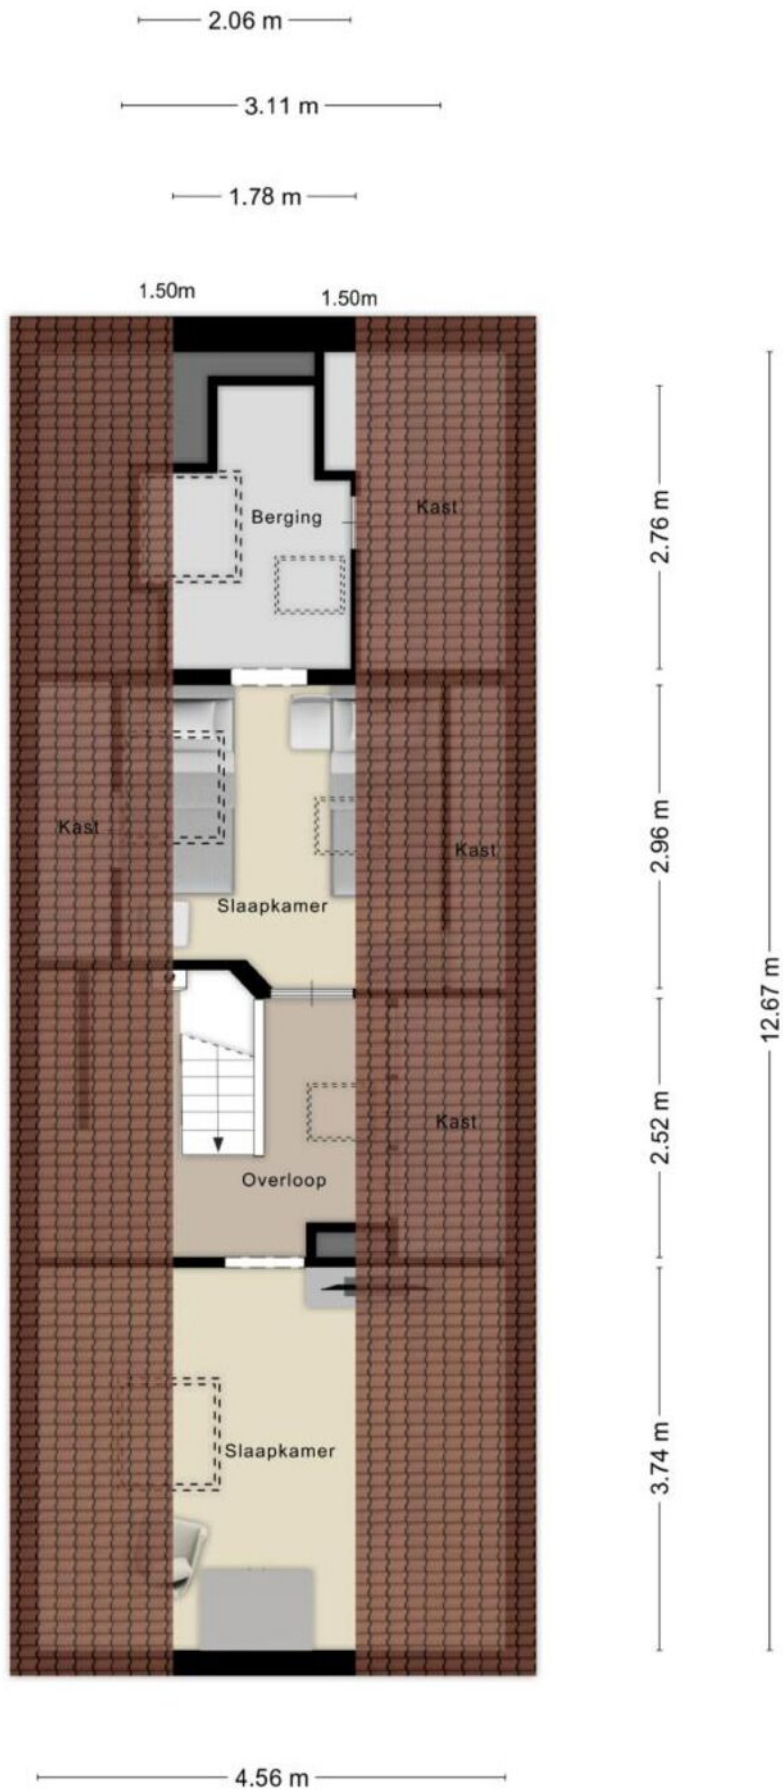 2.06 m
3.11 m
1.78 m
1.50m
1.50m
Berging
Kast
2.76 m
Kast
Kast
2.96 m
Slaapkamer
12.67 m
Kast
2.52 m
Overloop
Slaapkamer
3.74 m
4.56 m